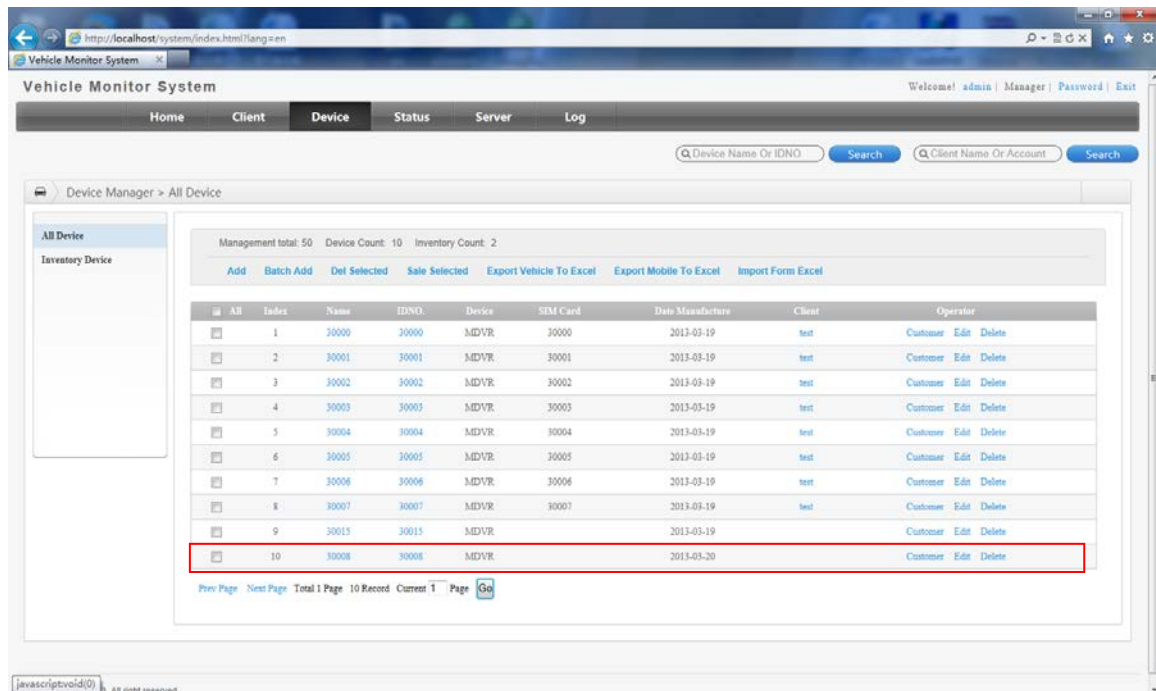 http://localhost/system/index.html?lang=en
Vehicle Monitor System
Vehicle Monitor System Welcome! admin | Manager | Password | Exit
Home Client Device Status Server Log
Device Name Or IDNO Search Client Name Or Account Search
Device Manager > All Device
All Device
Inventory Device
Management total: 50 Device Count: 10 Inventory Count: 2
Add Batch Add Del Selected Sale Selected Export Vehicle To Excel Export Mobile To Excel Import Form Excel
All Index Name IDNO. Device SIM Card Date Manufacture Client Operator
1 30000 30000 MDVR 30000 2013-03-19 test Customer Edit Delete
2 30001 30001 MDVR 30001 2013-03-19 test Customer Edit Delete
3 30002 30002 MDVR 30002 2013-03-19 test Customer Edit Delete
4 30003 30003 MDVR 30003 2013-03-19 test Customer Edit Delete
5 30004 30004 MDVR 30004 2013-03-19 test Customer Edit Delete
6 30005 30005 MDVR 30005 2013-03-19 test Customer Edit Delete
7 30006 30006 MDVR 30006 2013-03-19 test Customer Edit Delete
8 30007 30007 MDVR 30007 2013-03-19 test Customer Edit Delete
9 30015 30015 MDVR 2013-03-19 Customer Edit Delete
10 30008 30008 MDVR 2013-03-20 Customer Edit Delete
Prev Page Next Page Total 1 Page 10 Record Current 1 Page Go
javascript:void(0) All right reserved